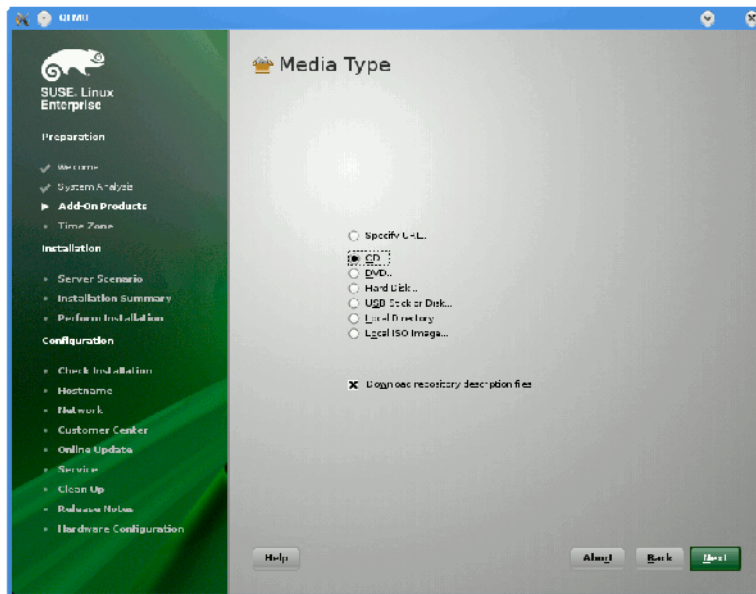 QEMU
SUSE. Linux
Enterprise
Preparation
Welcome
System Analysis
Add-On Products
Time Zone
Installation
Server Scenario
Installation Summary
Perform Installation
Configuration
Check Installation
Hostname
Network
Customer Center
Online Update
Service
Clean Up
Release Notes
Hardware Configuration
Media Type
Specify URL...
CD...
DVD...
Hard Disk...
USB Stick or Disk...
Local Directory...
Local ISO Image...
Download repository description files
Help
Abort
Back
Next